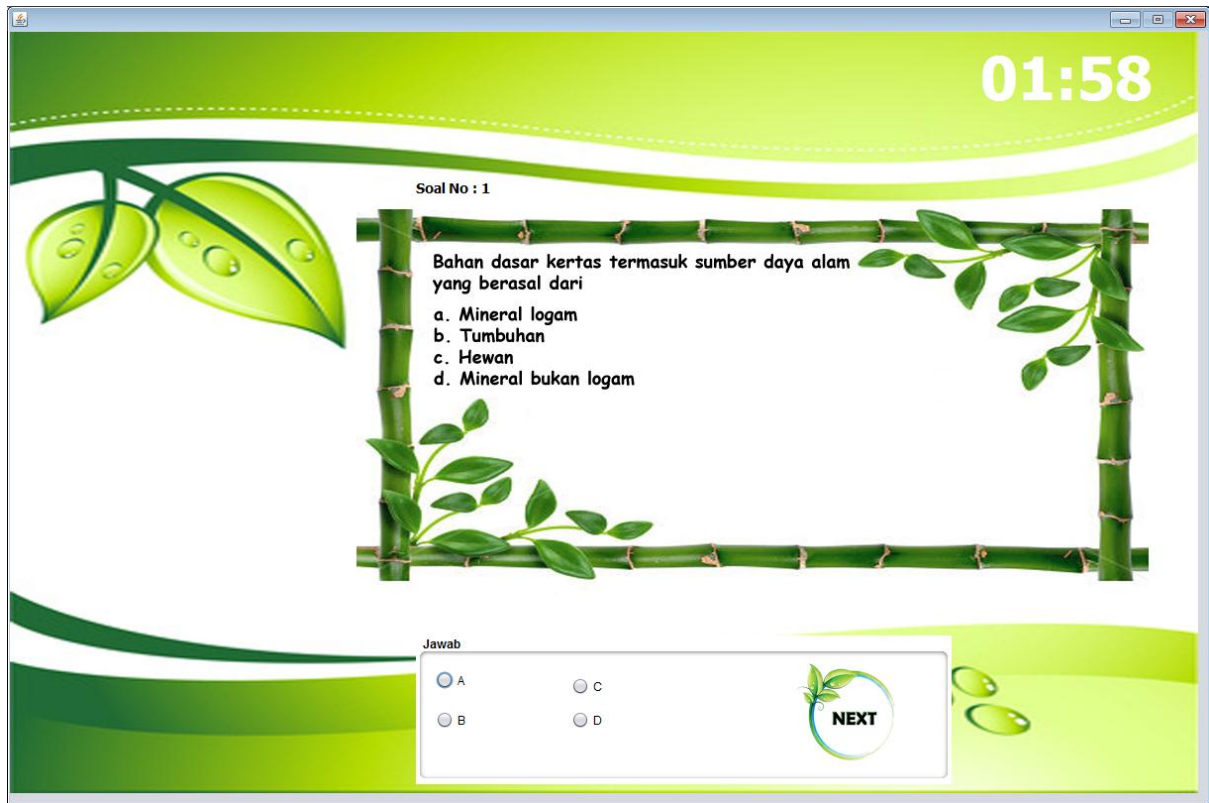 01:58
Soal No : 1
Bahan dasar kertas termasuk sumber daya alam
yang berasal dari
a. Mineral logam
b. Tumbuhan
c. Hewan
d. Mineral bukan logam
Jawab
A
C
B
D
NEXT